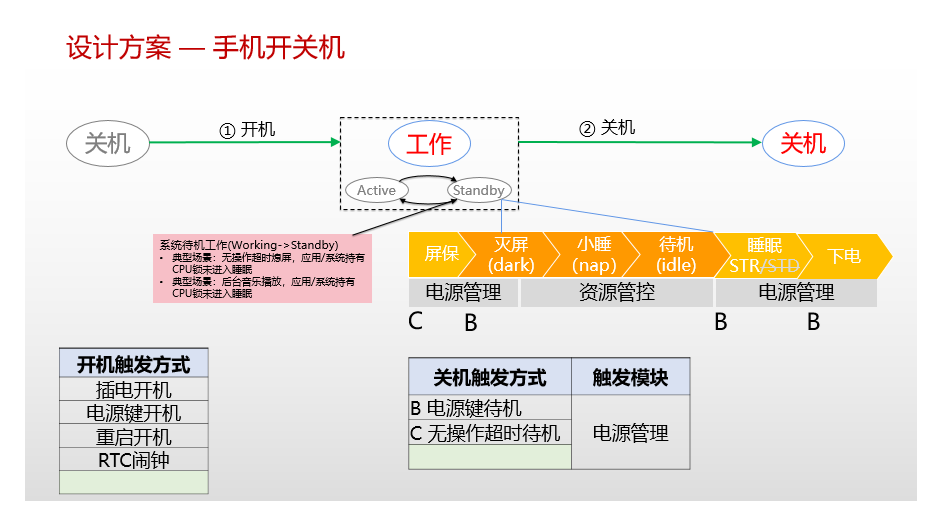 设计方案 — 手机开关机
关机
① 开机
工作
② 关机
关机
Active
Standby
系统待机工作(Working->Standby)
• 典型场景：无操作超时熄屏，应用/系统持有
CPU锁未进入睡眠
• 典型场景：后台音乐播放，应用/系统持有
CPU锁未进入睡眠
屏保
灭屏
(dark)
小睡
（nap）
待机
(idle)
睡眠
STR/STD
下电
电源管理
资源管控
电源管理
C
B
B
B
开机触发方式
插电开机
电源键开机
重启开机
RTC闹钟
关机触发方式
触发模块
B 电源键待机
C 无操作超时待机
电源管理